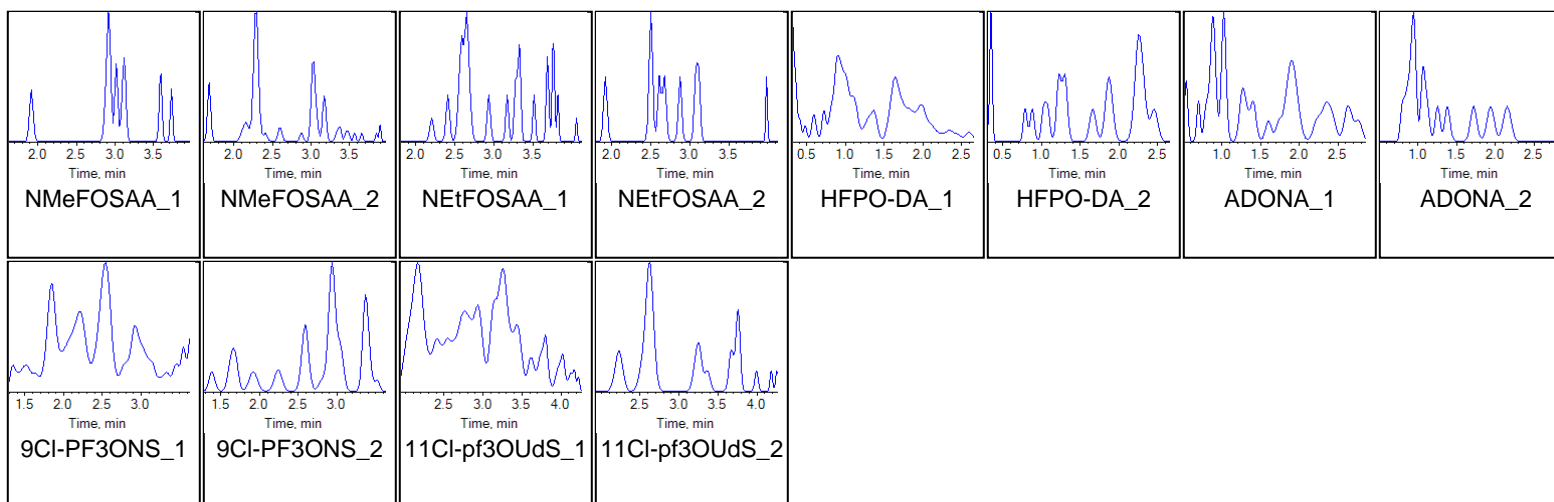 2.0 3.0 3.5
Time, min
NMeFOSAA_1
2.0 3.0 3.5
Time, min
NMeFOSAA_2
2.0 2.5 3.0 3.5
Time, min
NEtFOSAA_1
2.0 2.5 3.0 3.5
Time, min
NEtFOSAA_2
0.5 1.0 1.5 2.0 2.5
Time, min
HFPO-DA_1
0.5 1.0 1.5 2.0 2.5
Time, min
HFPO-DA_2
1.0 1.5 2.0 2.5
Time, min
ADONA_1
1.0 1.5 2.0 2.5
Time, min
ADONA_2
1.5 2.0 2.5 3.0
Time, min
9Cl-PF3ONS_1
1.5 2.0 2.5 3.0
Time, min
9Cl-PF3ONS_2
2.5 3.0 3.5 4.0
Time, min
11Cl-pf3OUdS_1
2.5 3.0 3.5 4.0
Time, min
11Cl-pf3OUdS_2